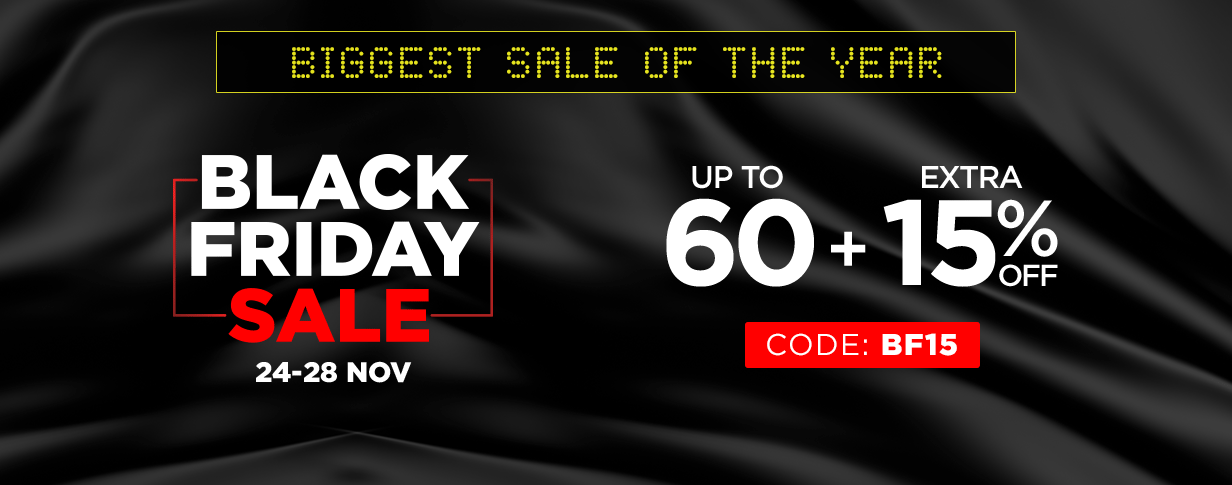 BIGGEST SALE OF THE YEAR
BLACK
FRIDAY
SALE
24-28 NOV
UP TO EXTRA
60 + 15% OFF
CODE: BF15